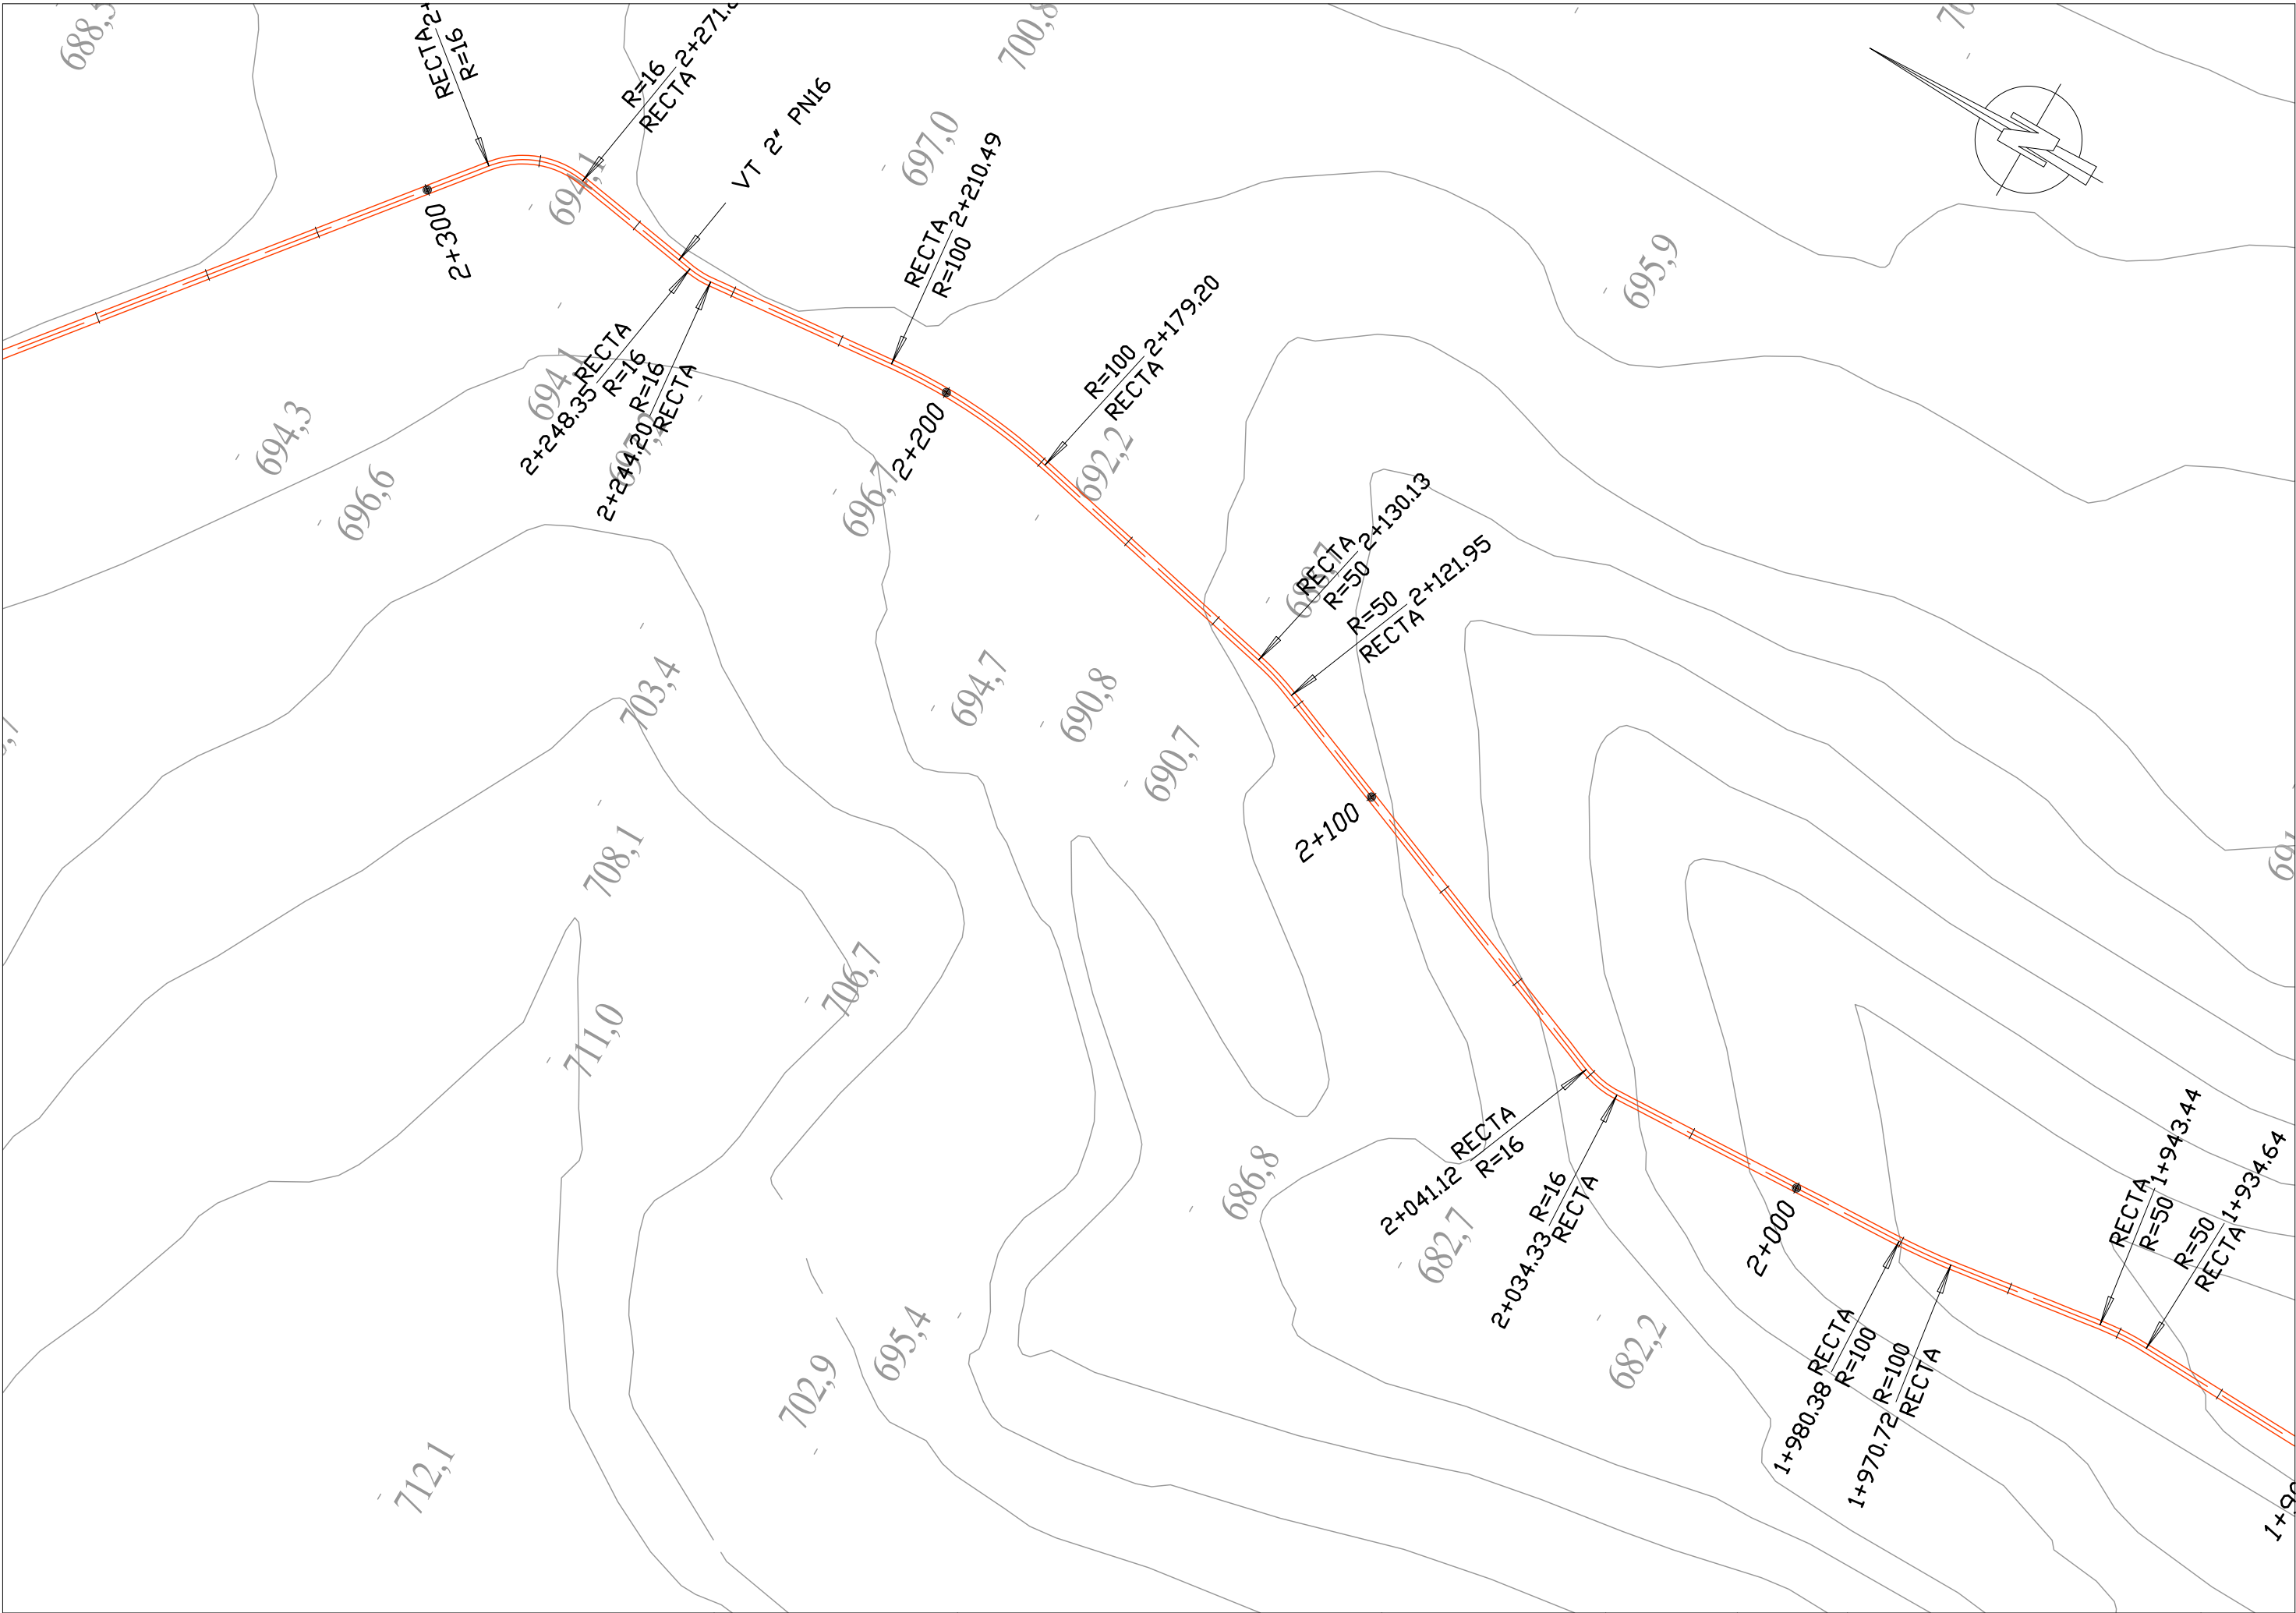 688,5
RECTA
R=16
R=16 2+271.
RECTA
VT 2" PN16
700,8
697,0
694,1
2+300
RECTA 2+210.49
R=100
695,9
2+248.35 RECTA
R=16
2+244.20 R=16
RECTA
694,1
694,3
696,6
696,7
2+200
R=100 2+179.20
RECTA
692,2
RECTA 2+130.13
R=50
R=50 2+121.95
RECTA
703,4
694,7
690,8
690,7
2+100
708,1
706,7
711,0
686,8
682,7
2+041.12 RECTA
R=16
2+034.33 R=16
RECTA
2+000
682,2
695,4
702,9
712,1
1+980.38 RECTA
R=100
1+970.72 R=100
RECTA
RECTA 1+943.44
R=50
R=50 1+934.64
RECTA